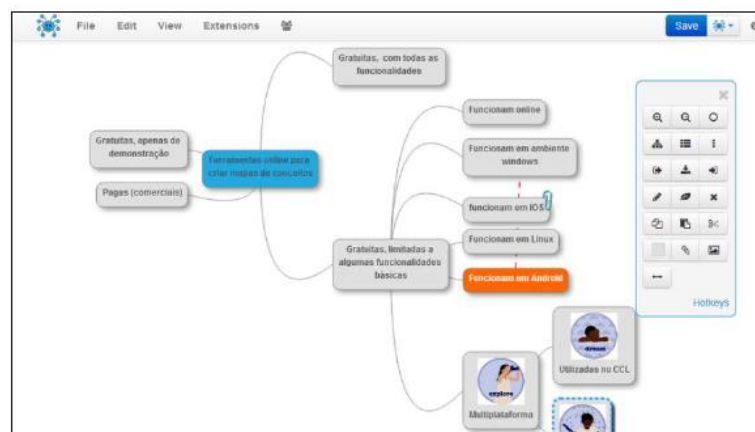 File Edit View Extensions
Save
Gratuitas, com todas as
funcionalidades
Gratuitas, apenas de
demonstração
Ferramentas online para
criar mapas de conceitos
Pagas (comerciais)
Funcionam online
Funcionam em ambiente
windows
funcionam em IOS
Funcionam em Linux
Gratuitas, limitadas a
algumas funcionalidades
básicas
Funcionam em Android
Hotkeys
dream
Utilizadas no CCL
explore
Multiplataforma